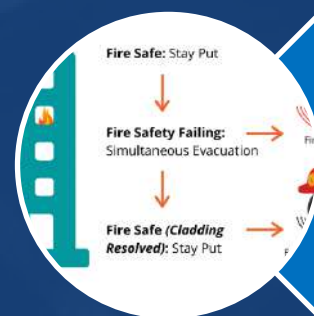 Fire Safe: Stay Put
Fire Safety Failing:
Simultaneous Evacuation
Fire Safe (Cladding
Resolved): Stay Put